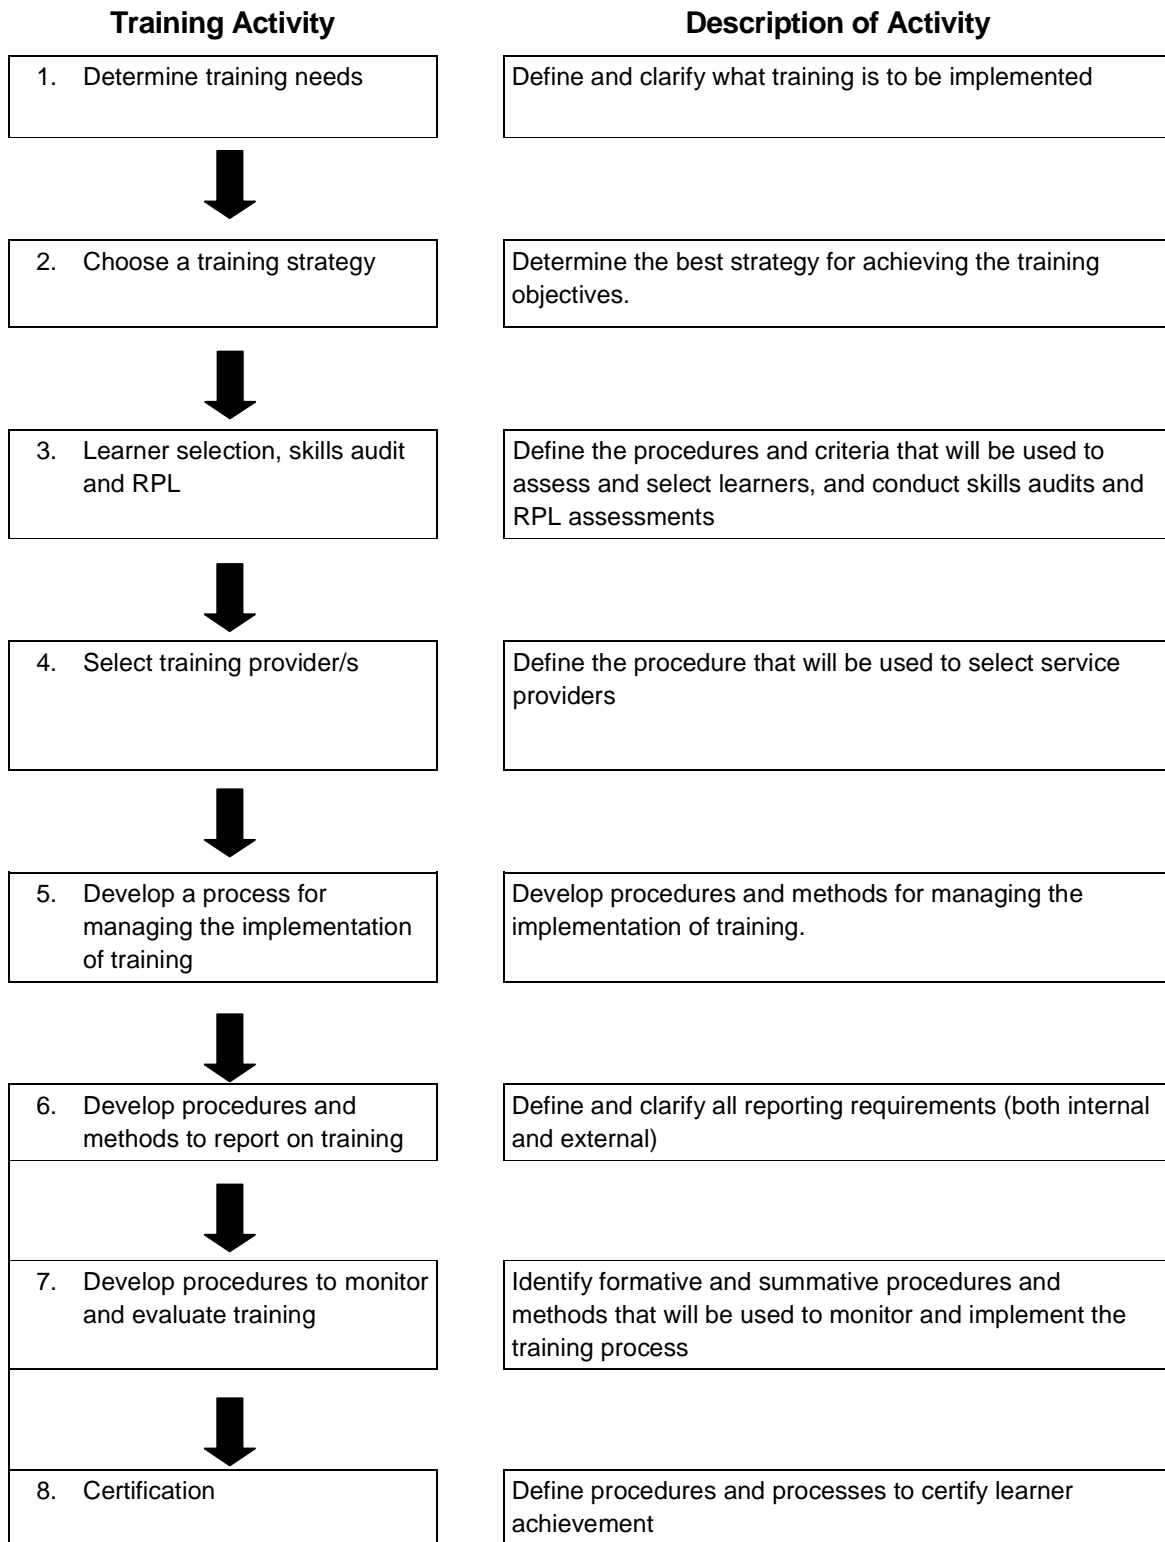 Training Activity
Description of Activity
1. Determine training needs
Define and clarify what training is to be implemented
2. Choose a training strategy
Determine the best strategy for achieving the training
objectives.
3. Learner selection, skills audit
and RPL
Define the procedures and criteria that will be used to
assess and select learners, and conduct skills audits and
RPL assessments
4. Select training provider/s
Define the procedure that will be used to select service
providers
5. Develop a process for
managing the implementation
of training
Develop procedures and methods for managing the
implementation of training.
6. Develop procedures and
methods to report on training
Define and clarify all reporting requirements (both internal
and external)
7. Develop procedures to monitor
and evaluate training
Identify formative and summative procedures and
methods that will be used to monitor and implement the
training process
8. Certification
Define procedures and processes to certify learner
achievement